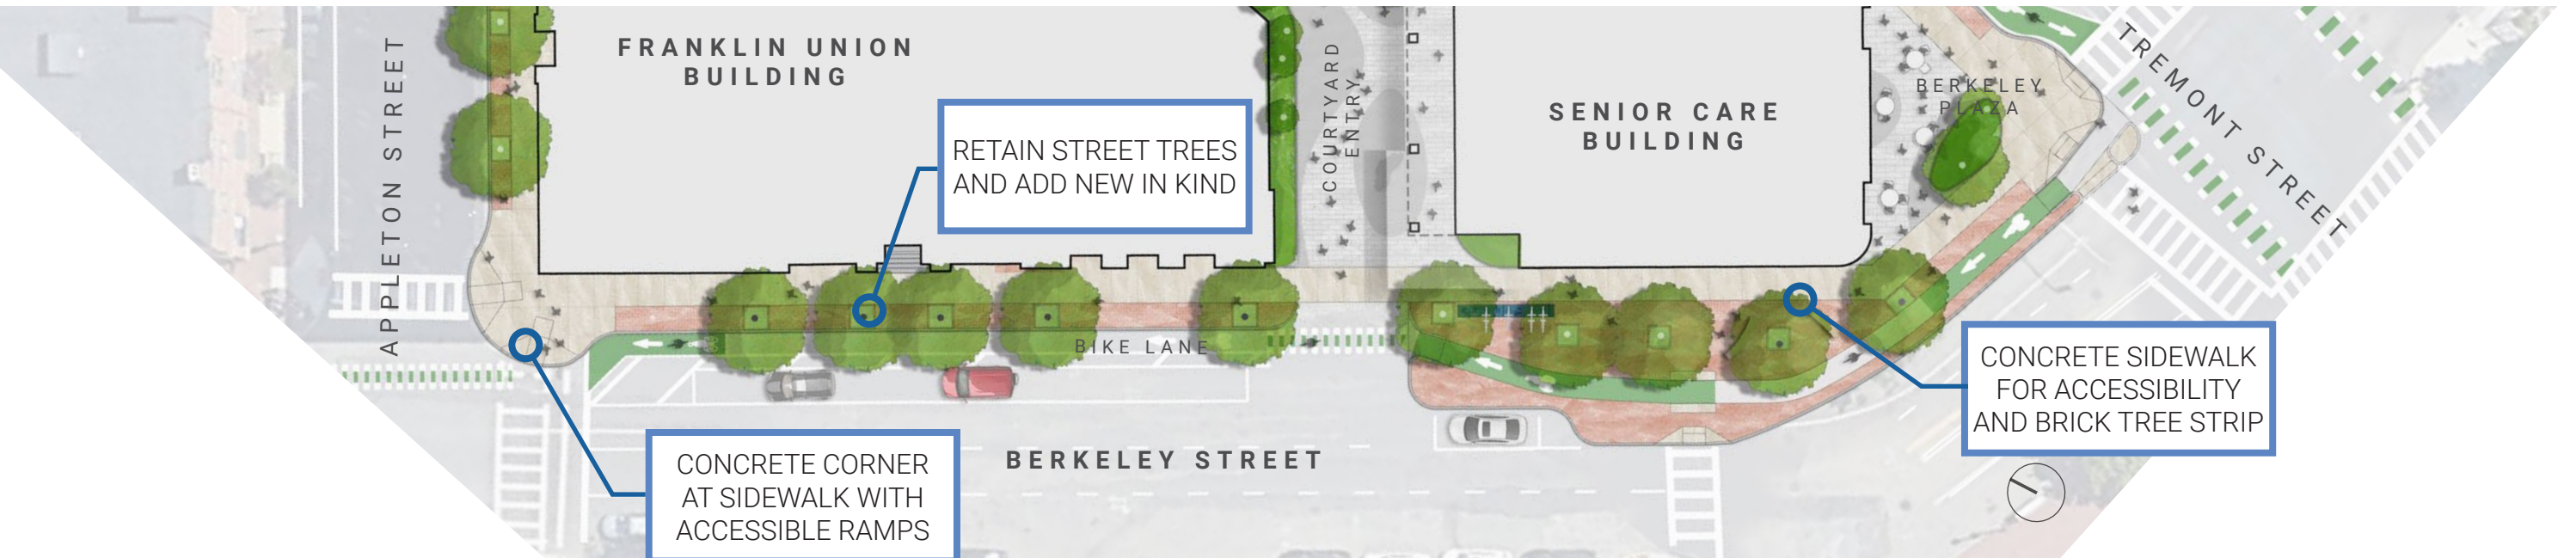 FRANKLIN UNION
BUILDING
APPLETON STREET
RETAIN STREET TREES
AND ADD NEW IN KIND
COURTYARD
ENTRY
SENIOR CARE
BUILDING
BERKELEY
PLAZA
TREMONT STREET
BIKE LANE
CONCRETE SIDEWALK
FOR ACCESSIBILITY
AND BRICK TREE STRIP
CONCRETE CORNER
AT SIDEWALK WITH
ACCESSIBLE RAMPS
BERKELEY STREET